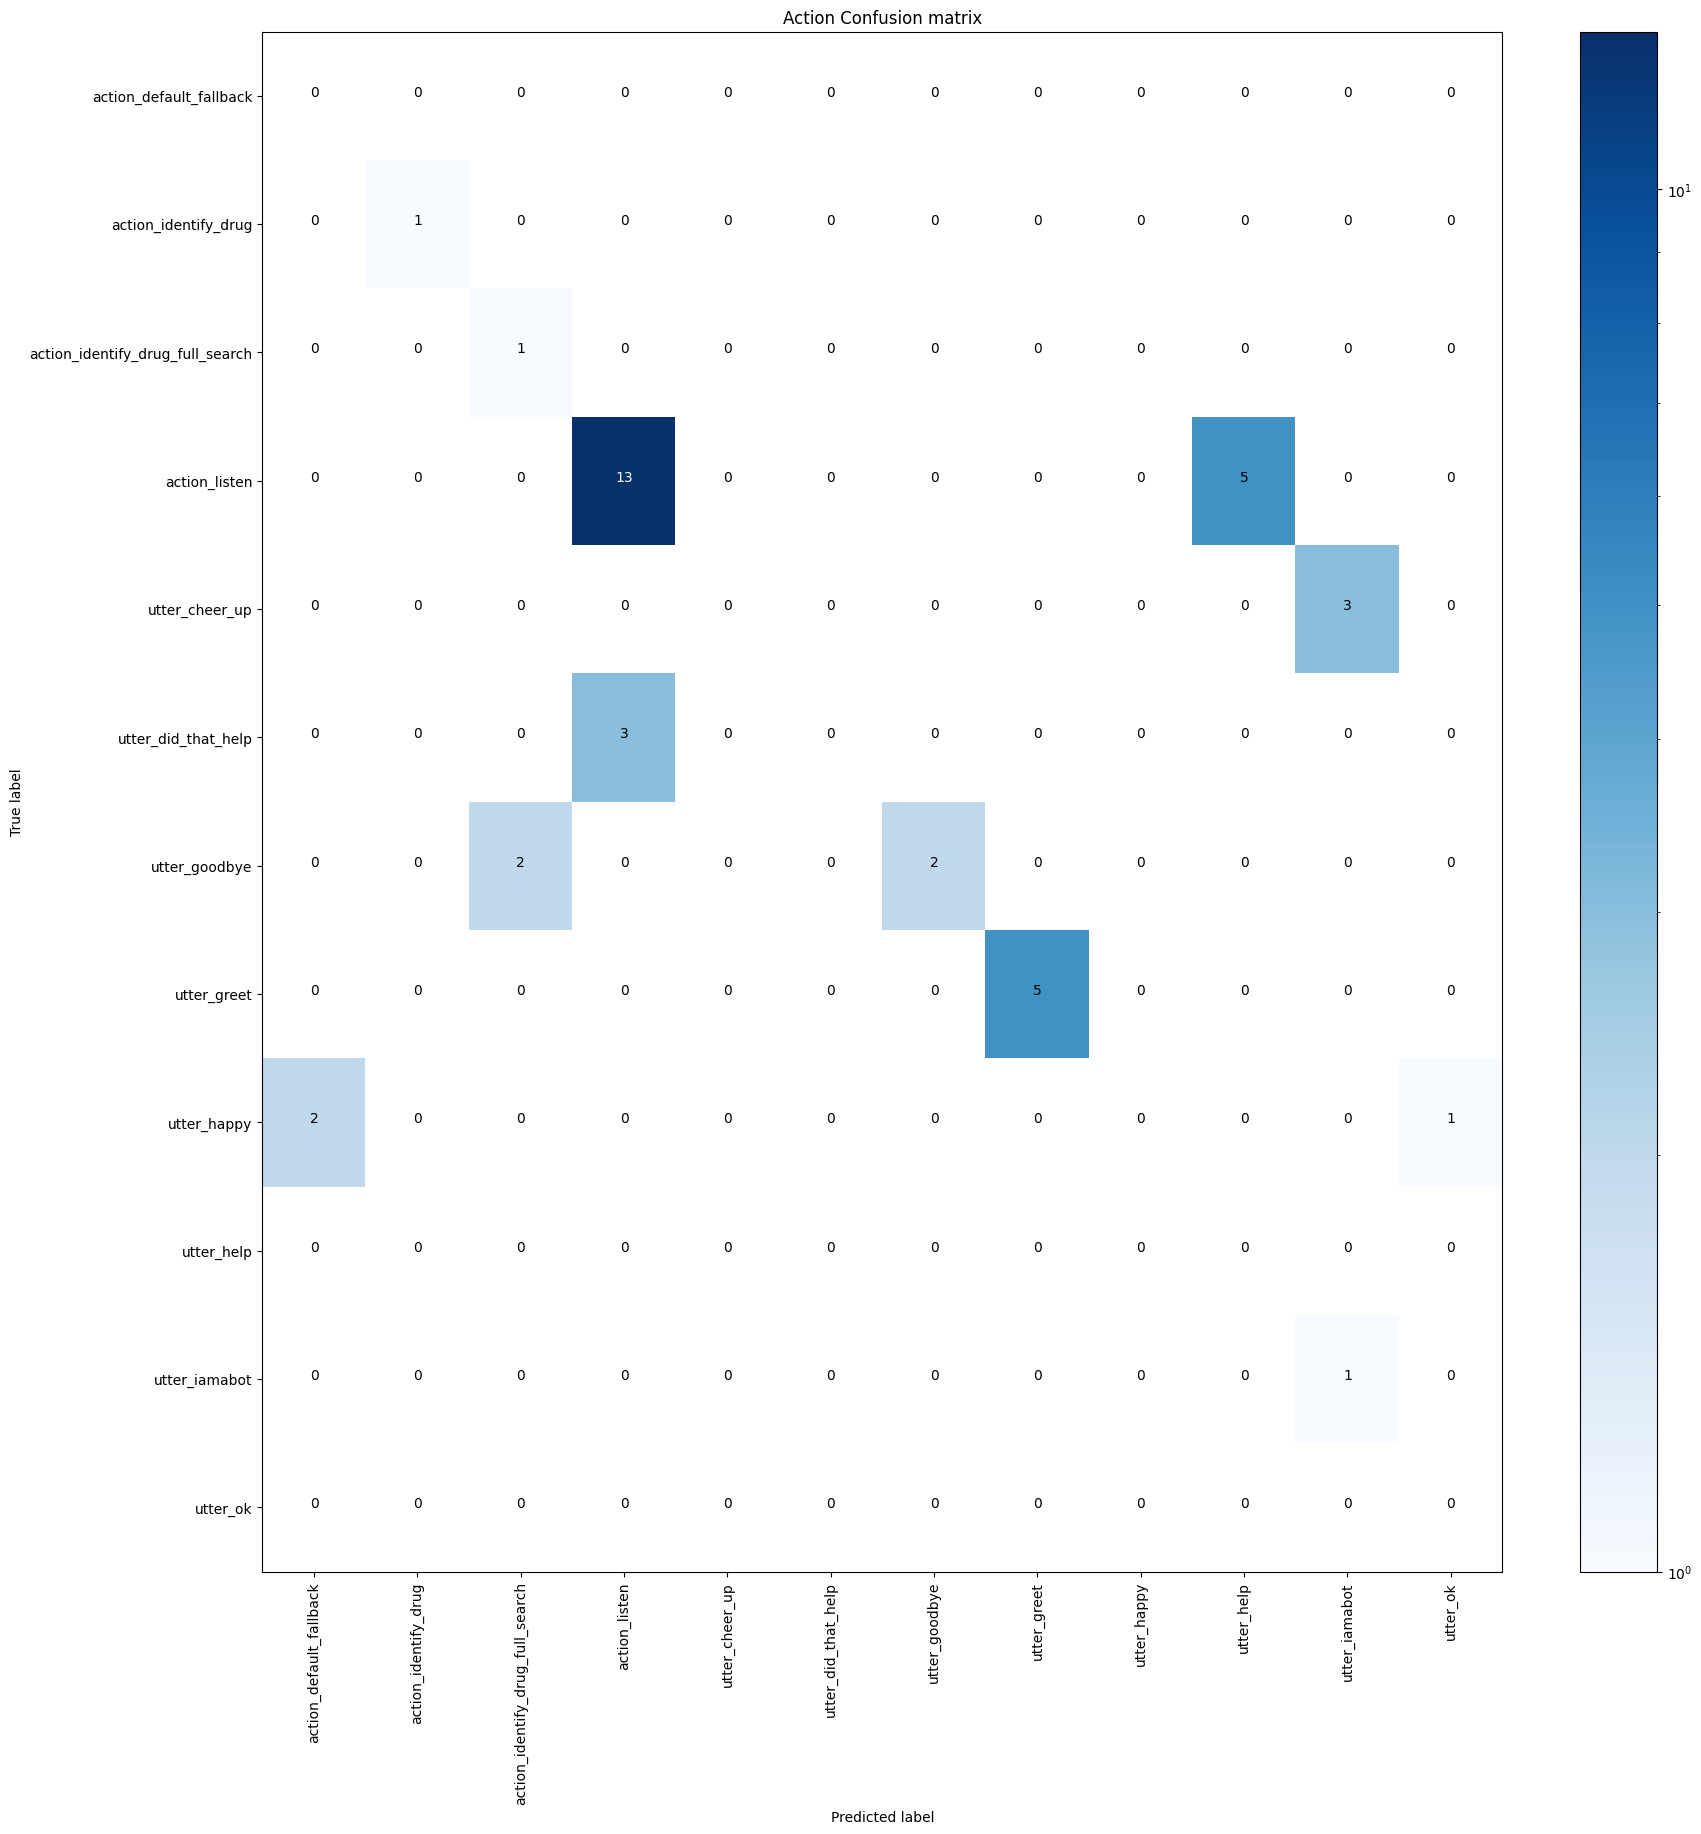 Action Confusion matrix
action_default_fallback 0 0 0 0 0 0 0 0 0 0 0 0
action_identify_drug 0 1 0 0 0 0 0 0 0 0 0 0
action_identify_drug_full_search 0 0 1 0 0 0 0 0 0 0 0 0
action_listen 0 0 0 13 0 0 0 0 0 5 0 0
utter_cheer_up 0 0 0 0 0 0 0 0 0 0 3 0
utter_did_that_help 0 0 0 3 0 0 0 0 0 0 0 0
utter_goodbye 0 0 2 0 0 0 2 0 0 0 0 0
utter_greet 0 0 0 0 0 0 0 5 0 0 0 0
utter_happy 2 0 0 0 0 0 0 0 0 0 0 1
utter_help 0 0 0 0 0 0 0 0 0 0 0 0
utter_iamabot 0 0 0 0 0 0 0 0 0 0 1 0
utter_ok 0 0 0 0 0 0 0 0 0 0 0 0
True label
action_default_fallback
action_identify_drug
action_identify_drug_full_search
action_listen
utter_cheer_up
utter_did_that_help
utter_goodbye
utter_greet
utter_happy
utter_help
utter_iamabot
utter_ok
Predicted label
10¹
10⁰